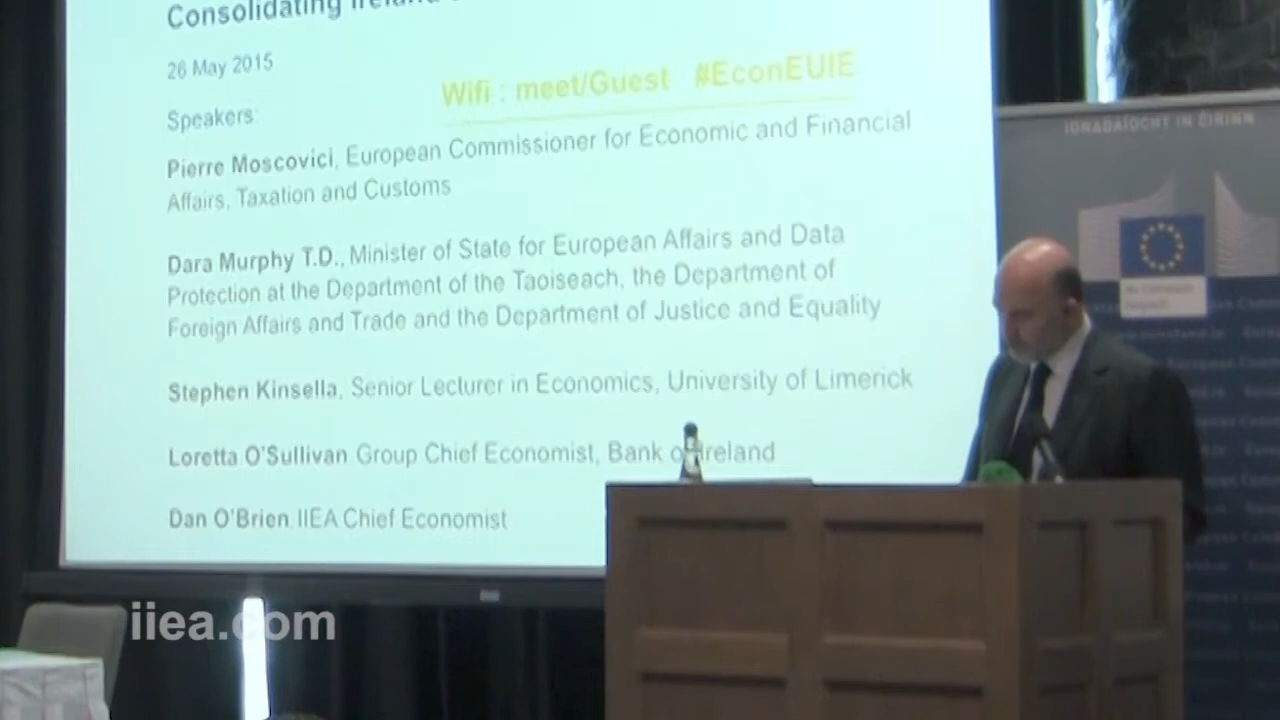 Consolidating Ireland
26 May 2015
Wifi : meet/Guest #EconEUIE
Speakers:
Pierre Moscovici, European Commissioner for Economic and Financial
Affairs, Taxation and Customs
Dara Murphy T.D., Minister of State for European Affairs and Data
Protection at the Department of the Taoiseach, the Department of
Foreign Affairs and Trade and the Department of Justice and Equality
Stephen Kinsella, Senior Lecturer in Economics, University of Limerick
Loretta O'Sullivan Group Chief Economist, Bank of Ireland
Dan O'Brien IIEA Chief Economist
IONADAÍOCHT IN ÉIRINN
iiea.com